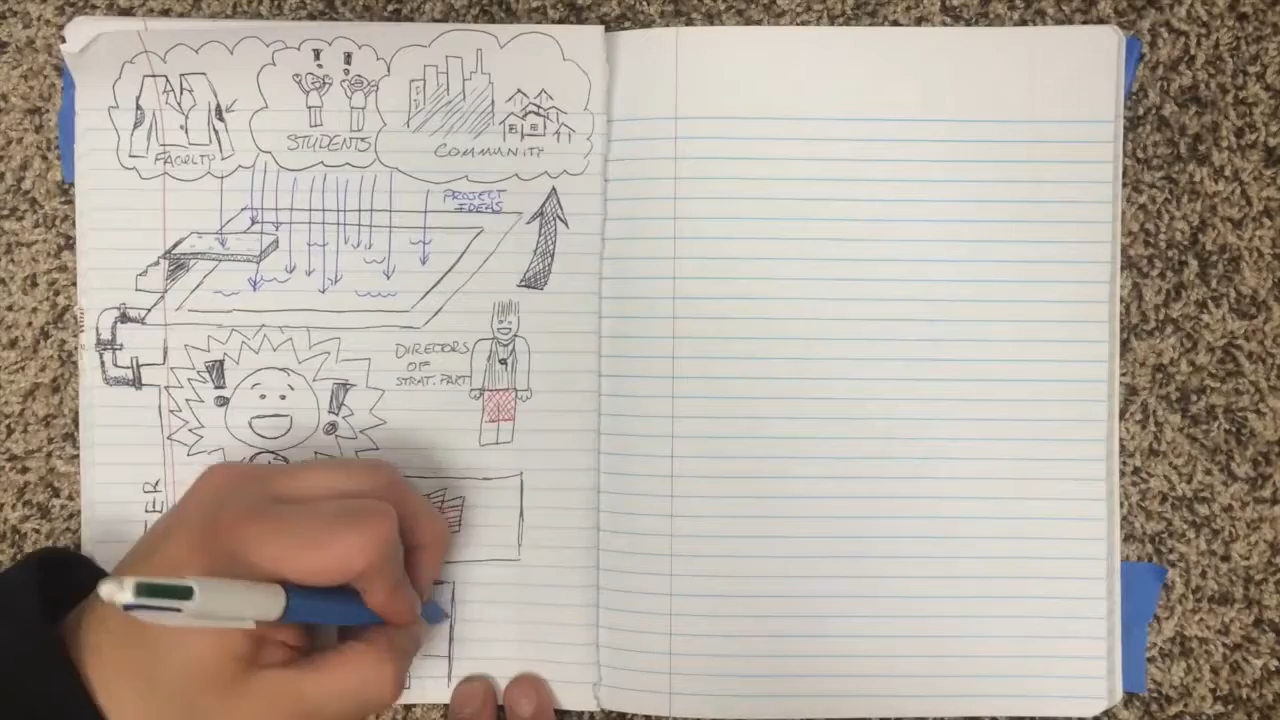 FACULTY
STUDENTS
COMMUNITY
PROJECT
IDEAS
DIRECTORS
OF
STRAT. PART.